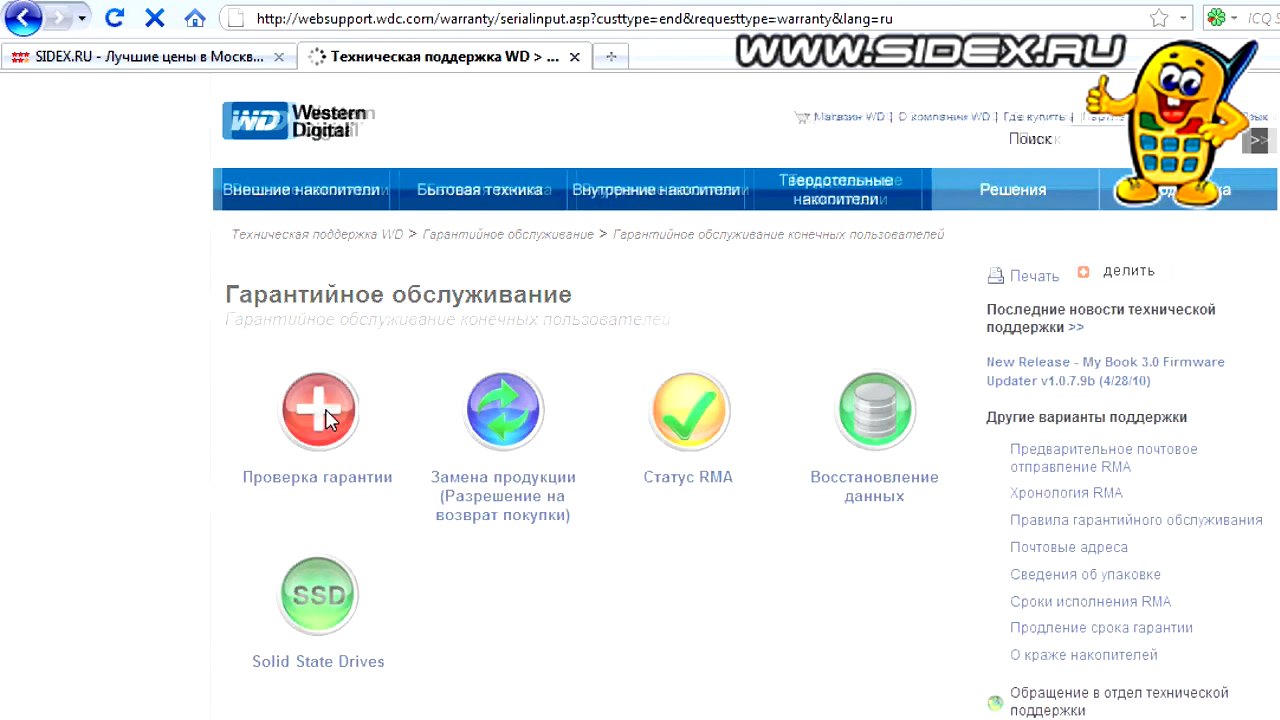 http://websupport.wdc.com/warranty/serialinput.asp?custtype=end&requesttype=warranty&lang=ru
ICQ S
SIDEX.RU - Лучшие цены в Москв...
Техническая поддержка WD > ...
WWW.SIDEX.RU
WD Western Digital
Магазин WD | О компании WD | Где купить |
Поиск
>>
Внешние накопители
Бытовая техника
Внутренние накопители
Твердотельные накопители
Решения
Техническая поддержка WD > Гарантийное обслуживание > Гарантийное обслуживание конечных пользователей
Печать
делить
Гарантийное обслуживание
Гарантийное обслуживание конечных пользователей
Проверка гарантии
Замена продукции
(Разрешение на
возврат покупки)
Статус RMA
Восстановление
данных
SSD
Solid State Drives
Последние новости технической
поддержки >>
New Release - My Book 3.0 Firmware
Updater v1.0.7.9b (4/28/10)
Другие варианты поддержки
Предварительное почтовое
отправление RMA
Хронология RMA
Правила гарантийного обслуживания
Почтовые адреса
Сведения об упаковке
Сроки исполнения RMA
Продление срока гарантии
О краже накопителей
Обращение в отдел технической
поддержки